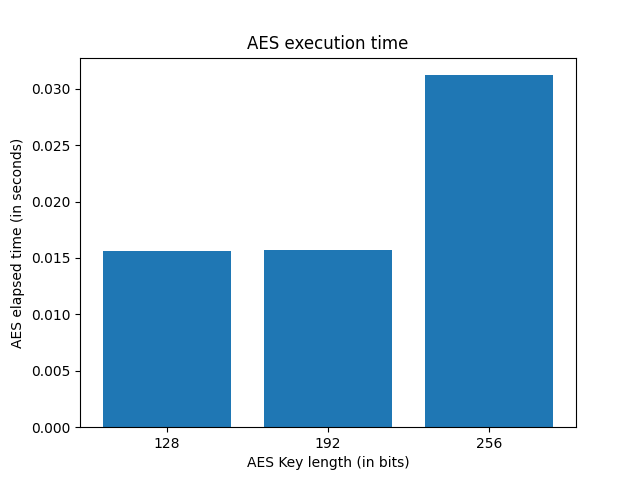 AES execution time
AES elapsed time (in seconds)
0.030
0.025
0.020
0.015
0.010
0.005
0.000
128 192 256
AES Key length (in bits)